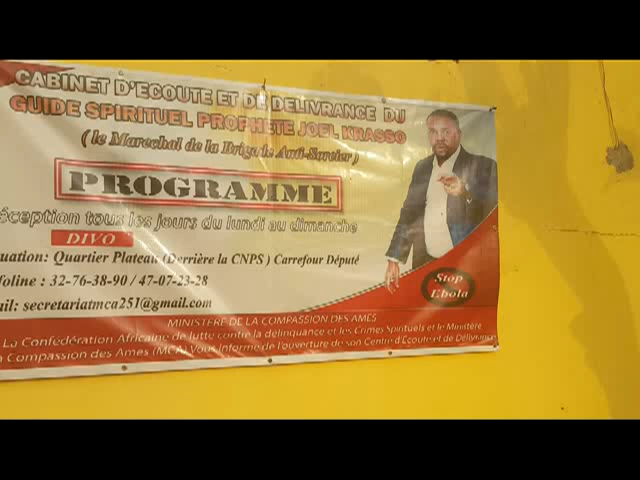 CABINET D'ECOUTE ET DE DELIVRANCE DU
GUIDE SPIRITUEL PROPHETE JOEL KRASSO
( le Marechal de la Brigade Anti-Sorcier )
PROGRAMME
éception tous les jours du lundi au dimanche
DIVO
uation: Quartier Plateau (Derrière la CNPS ) Carrefour Député
foline : 32-76-38-90 / 47-07-23-28
ail: secretariatmca251@gmail.com
Stop
Ebola
MINISTERE DE LA COMPASSION DES AMES
La Confédération Africaine de lutte contre la délinquance et les Crimes Spirituels et le Ministère
Compassion des Ames (MCA) Vous informe de l'ouverture de son Centre d'Ecoute et de Délivrance